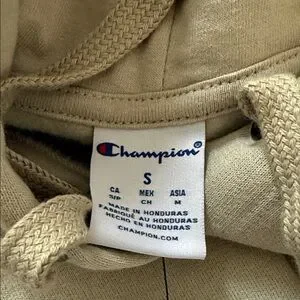 Champion®
S
CA MEX ASIA
S/P CH M
MADE IN HONDURAS
FABRIQUÉ AU HONDURAS
HECHO EN HONDURAS
CHAMPION.COM